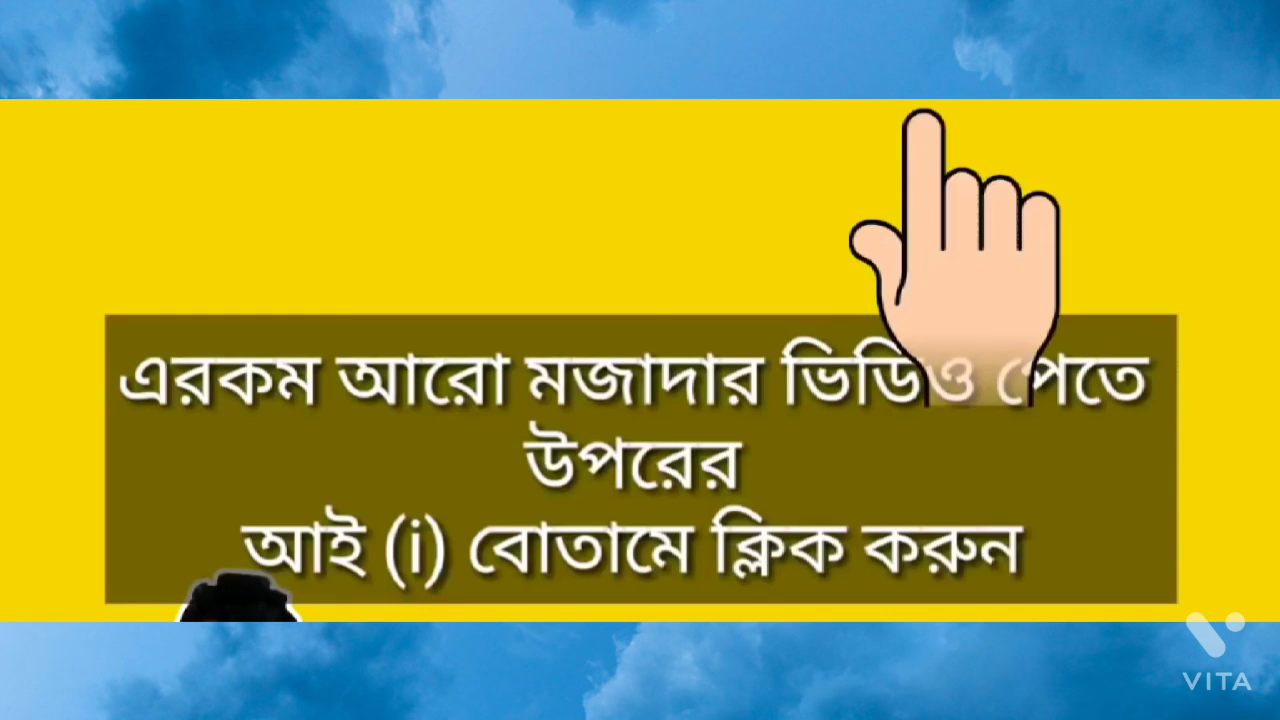 এরকম আরো মজাদার ভিডিও পেতে
উপরের
আই (i) বোতামে ক্লিক করুন
VITA